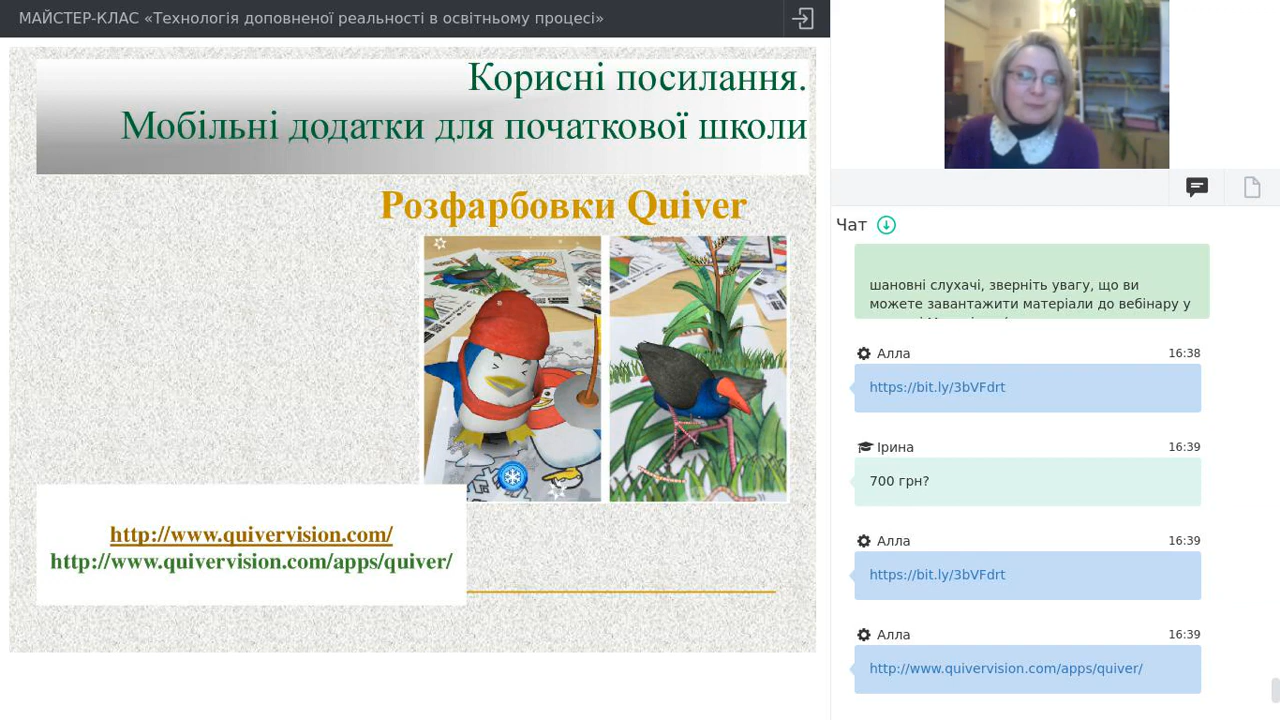 МАЙСТЕР-КЛАС «Технологія доповненої реальності в освітньому процесі»
Корисні посилання.
Мобільні додатки для початкової школи
Розфарбовки Quiver
http://www.quivervision.com/
http://www.quivervision.com/apps/quiver/
Чат
шановні слухачі, зверніть увагу, що ви
можете завантажити матеріали до вебінару у
Алла 16:38
https://bit.ly/3bVFdrt
Ірина 16:39
700 грн?
Алла 16:39
https://bit.ly/3bVFdrt
Алла 16:39
http://www.quivervision.com/apps/quiver/